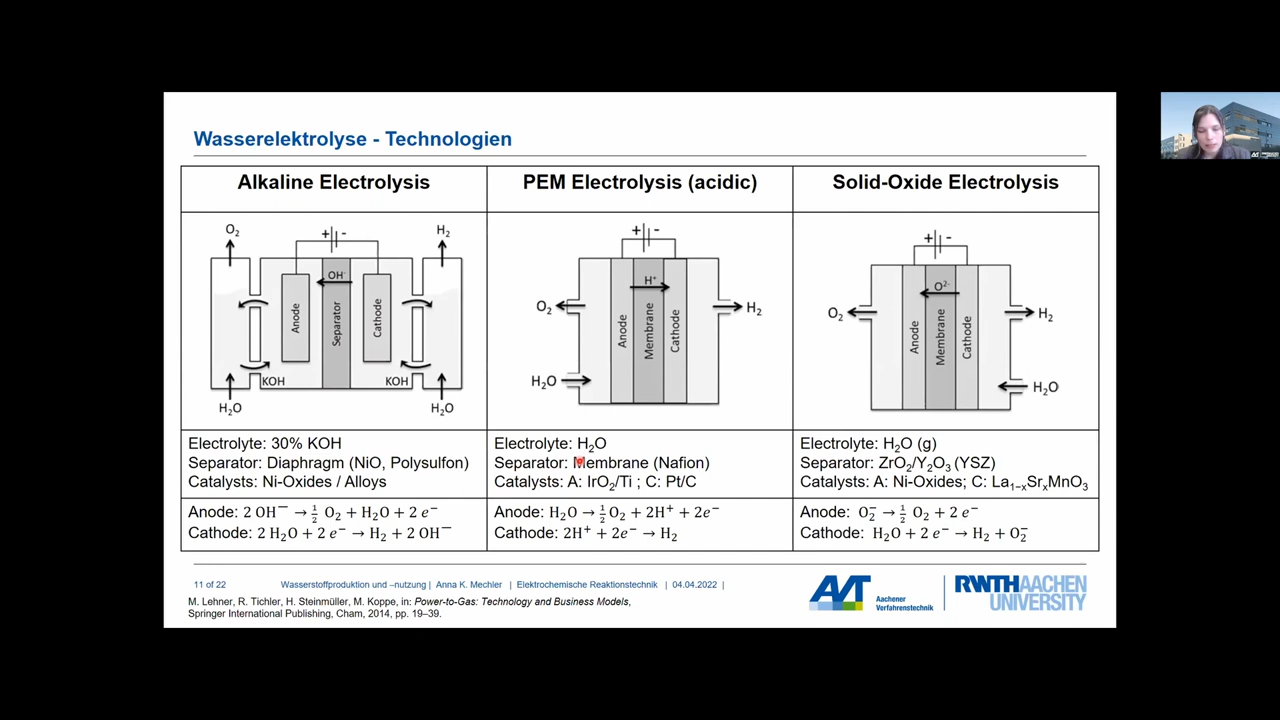 Wasserelektrolyse - Technologien
Alkaline Electrolysis
PEM Electrolysis (acidic)
Solid-Oxide Electrolysis
O₂
+ -
H₂
OH⁻
Anode
Separator
Cathode
KOH
KOH
H₂O
H₂O
+ -
H⁺
O₂
H₂
Anode
Membrane
Cathode
H₂O
+ -
O²⁻
O₂
H₂
Anode
Membrane
Cathode
H₂O
Electrolyte: 30% KOH
Separator: Diaphragm (NiO, Polysulfon)
Catalysts: Ni-Oxides / Alloys
Electrolyte: H₂O
Separator: Membrane (Nafion)
Catalysts: A: IrO₂/Ti ; C: Pt/C
Electrolyte: H₂O (g)
Separator: ZrO₂/Y₂O₃ (YSZ)
Catalysts: A: Ni-Oxides; C: La₁₋ₓSrₓMnO₃
Anode: 2 OH⁻ → ½ O₂ + H₂O + 2 e⁻
Cathode: 2 H₂O + 2 e⁻ → H₂ + 2 OH⁻
Anode: H₂O → ½O₂ + 2H⁺ + 2e⁻
Cathode: 2H⁺ + 2e⁻ → H₂
Anode: O₂⁻ → ½ O₂ + 2 e⁻
Cathode: H₂O + 2 e⁻ → H₂ + O₂⁻
11 of 22
Wasserstoffproduktion und –nutzung | Anna K. Mechler | Elektrochemische Reaktionstechnik | 04.04.2022 |
M. Lehner, R. Tichler, H. Steinmüller, M. Koppe, in: Power-to-Gas: Technology and Business Models,
Springer International Publishing, Cham, 2014, pp. 19–39.
AVT
Aachener
Verfahrenstechnik
RWTH AACHEN
UNIVERSITY